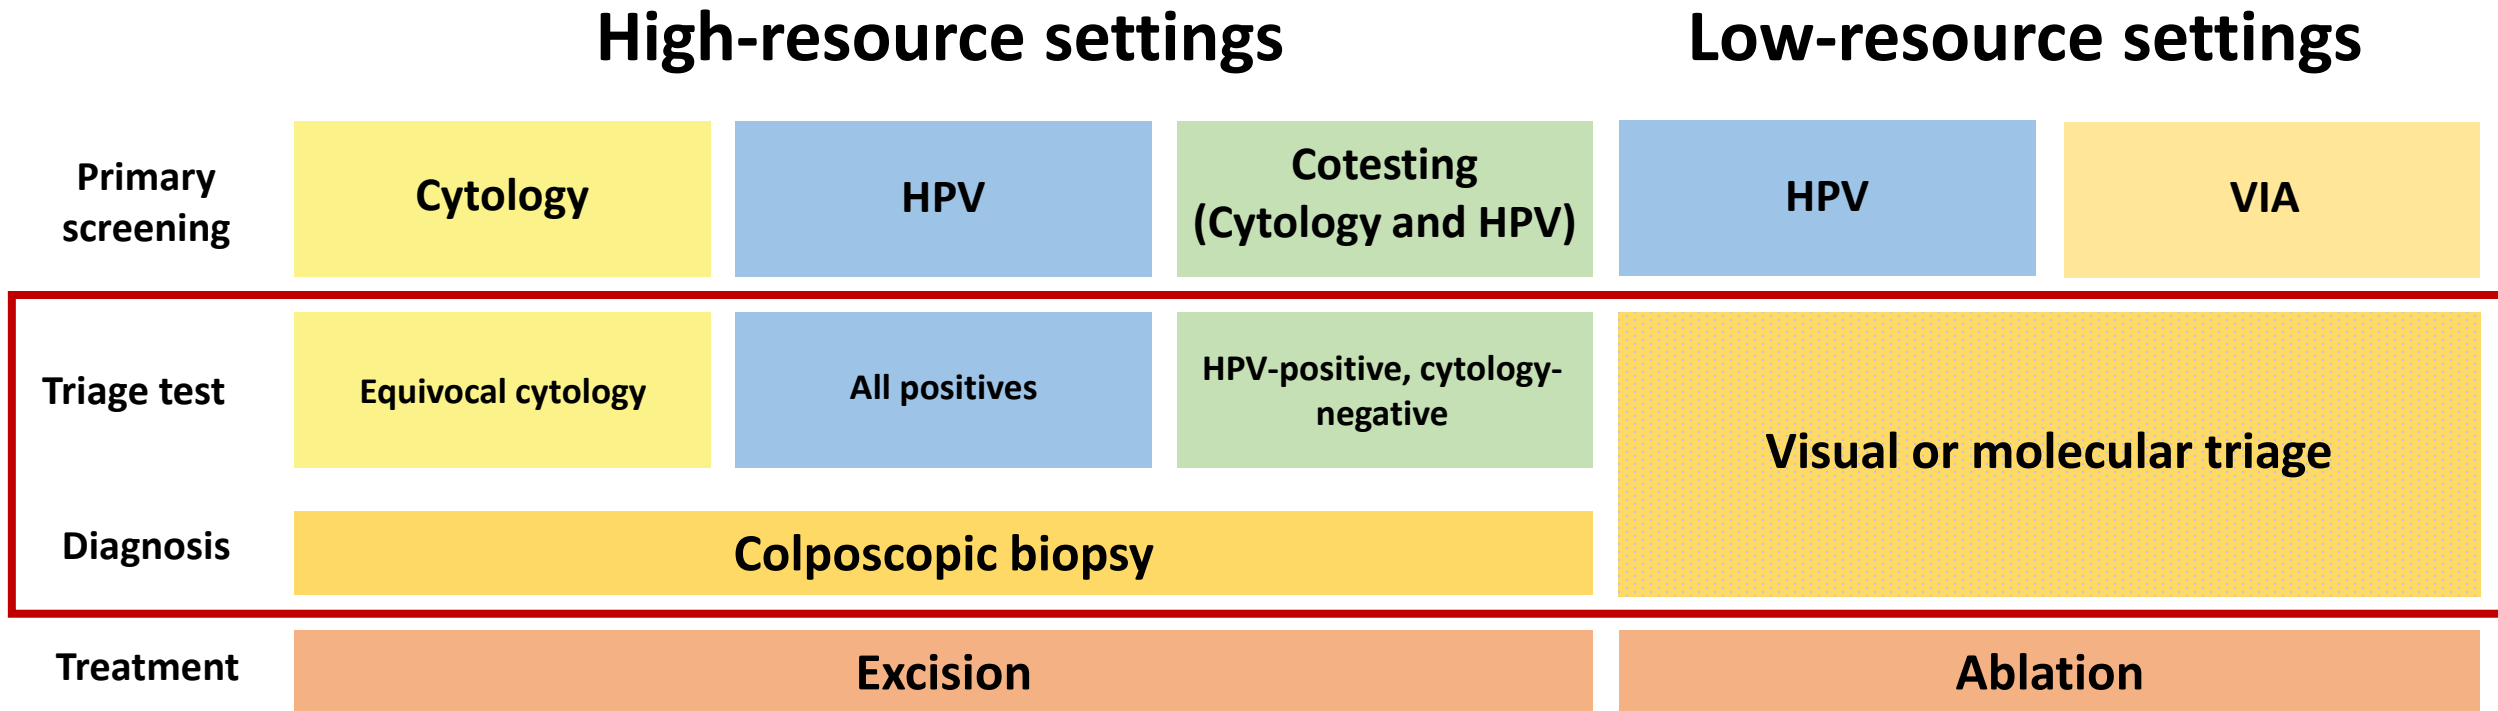 High-resource settings
Low-resource settings
Primary
screening
Cytology
HPV
Cotesting
(Cytology and HPV)
HPV
VIA
Triage test
Equivocal cytology
All positives
HPV-positive, cytology-
negative
Visual or molecular triage
Diagnosis
Colposcopic biopsy
Treatment
Excision
Ablation